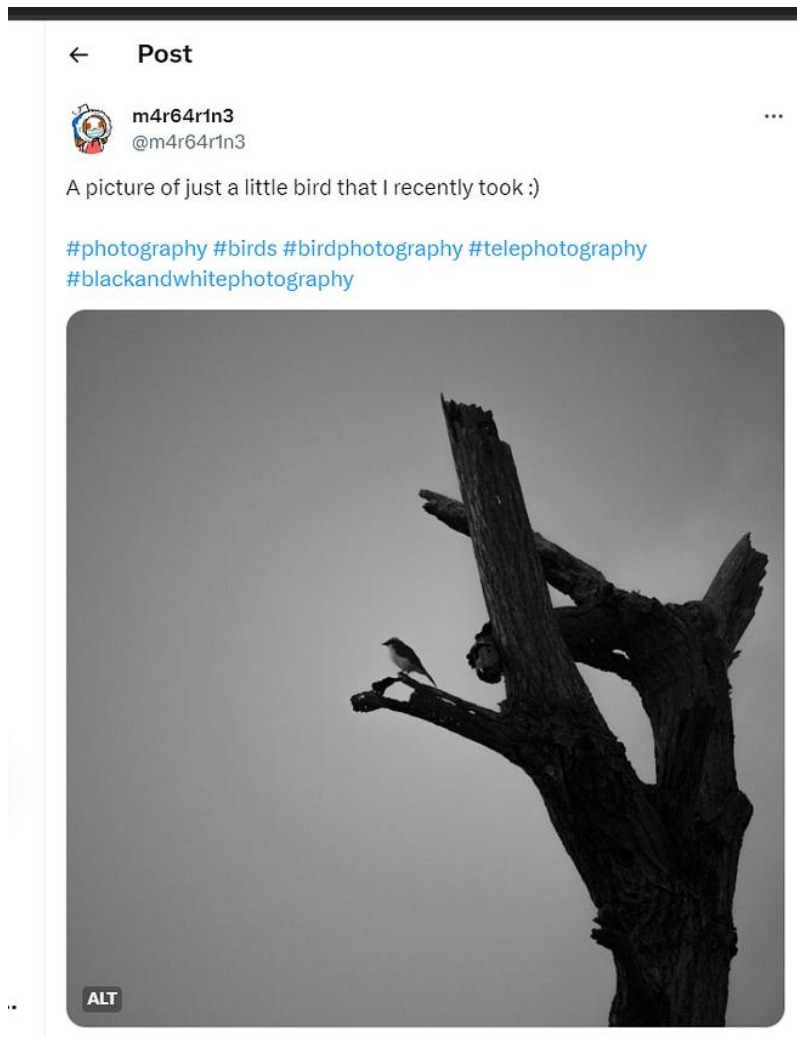 Post
m4r64r1n3
@m4r64r1n3
A picture of just a little bird that I recently took :)
#photography #birds #birdphotography #telephotography
#blackandwhitephotography
ALT